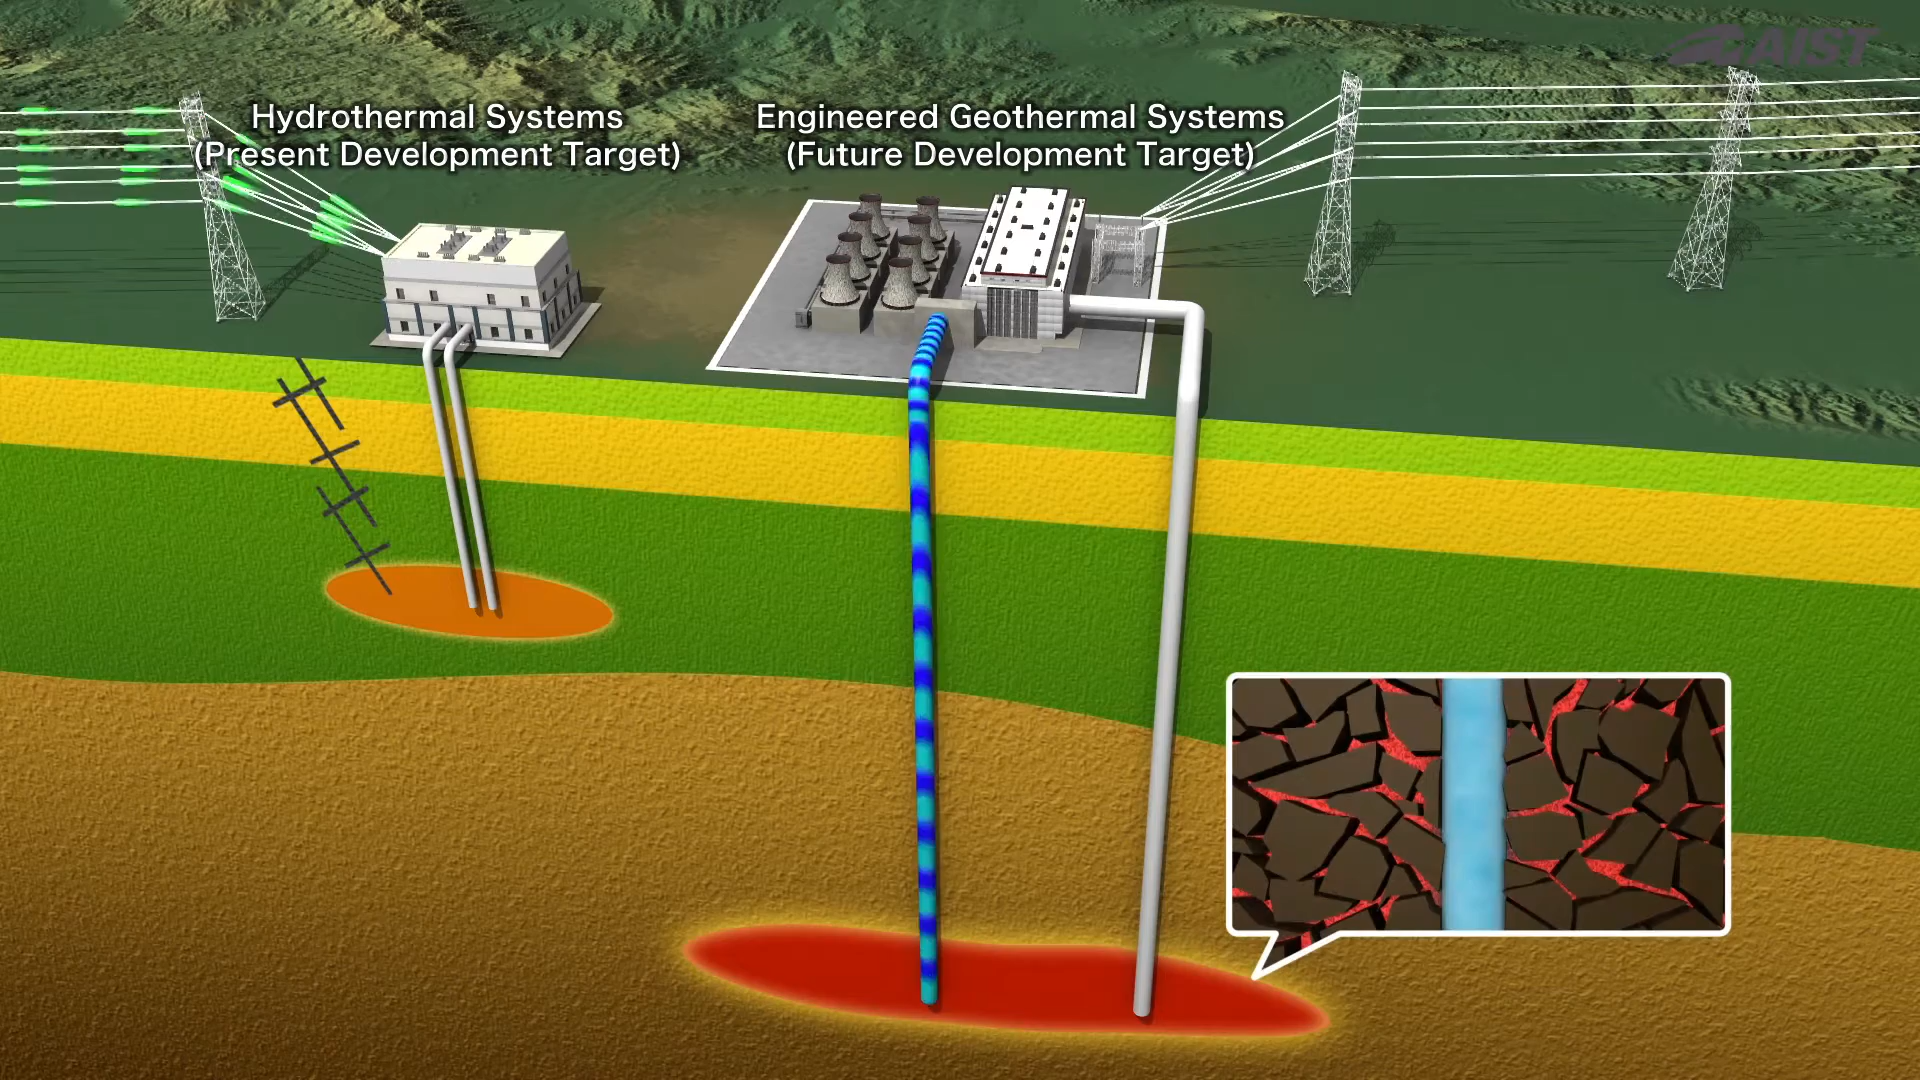 AIST
Hydrothermal Systems
(Present Development Target)
Engineered Geothermal Systems
(Future Development Target)